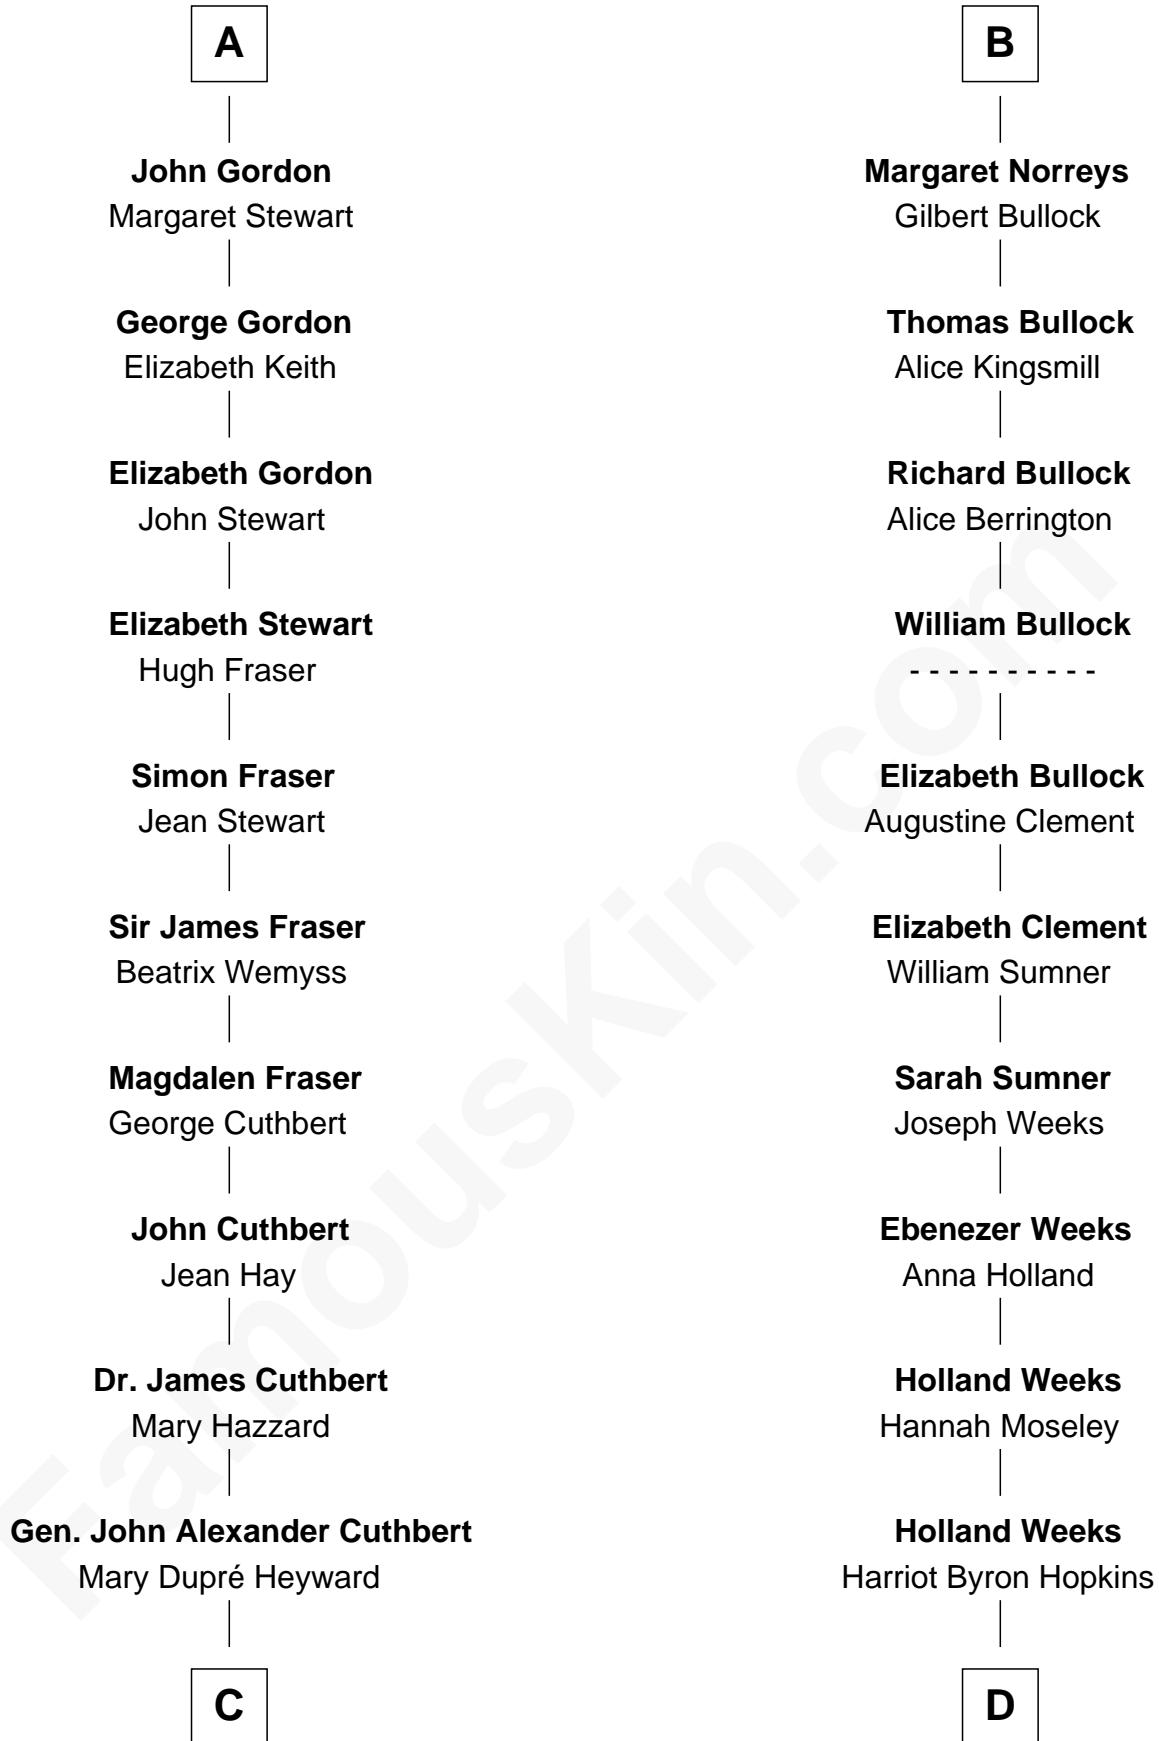 A
John Gordon
Margaret Stewart
George Gordon
Elizabeth Keith
Elizabeth Gordon
John Stewart
Elizabeth Stewart
Hugh Fraser
Simon Fraser
Jean Stewart
Sir James Fraser
Beatrix Wemyss
Magdalen Fraser
George Cuthbert
John Cuthbert
Jean Hay
Dr. James Cuthbert
Mary Hazzard
Gen. John Alexander Cuthbert
Mary Dupré Heyward
C
B
Margaret Norreys
Gilbert Bullock
Thomas Bullock
Alice Kingsmill
Richard Bullock
Alice Berrington
William Bullock
- - - - - - - - - -
Elizabeth Bullock
Augustine Clement
Elizabeth Clement
William Sumner
Sarah Sumner
Joseph Weeks
Ebenezer Weeks
Anna Holland
Holland Weeks
Hannah Moseley
Holland Weeks
Harriot Byron Hopkins
D
FamousKin.com